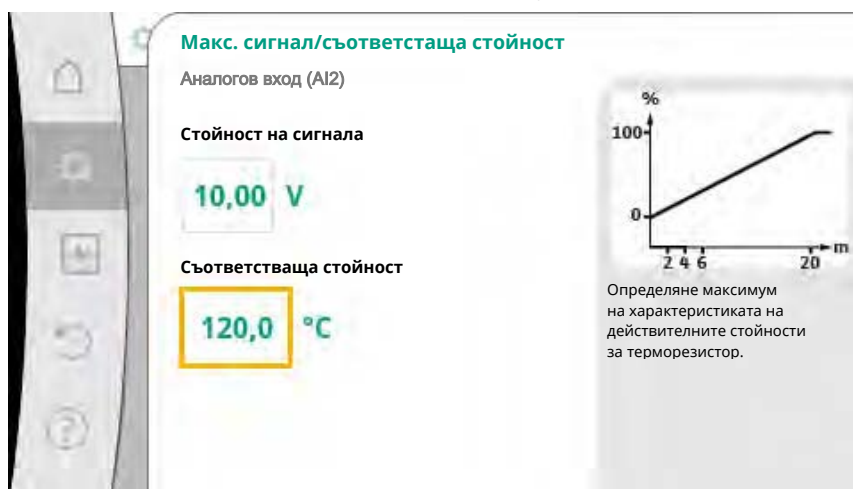 Макс. сигнал/съответстаща стойност
Аналогов вход (AI2)
Стойност на сигнала
10,00 V
Съответстваща стойност
120,0 °C
%
100
0
2 4 6 20
m
Определяне максимум
на характеристиката на
действителните стойности
за терморезистор.